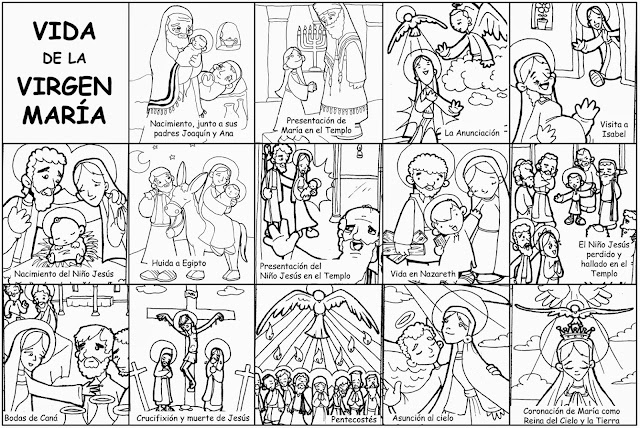 VIDA
DE LA
VIRGEN
MARÍA
Nacimiento, junto a sus
padres Joaquín y Ana
Presentación de
María en el Templo
La Anunciación
Visita a
Isabel
Nacimiento del Niño Jesús
Huida a Egipto
Presentación del
Niño Jesús en el Templo
Vida en Nazareth
El Niño Jesús
perdido y
hallado en el
Templo
Bodas de Caná
Crucifixión y muerte de Jesús
Pentecostés
Asunción al cielo
Coronación de María como
Reina del Cielo y la Tierra